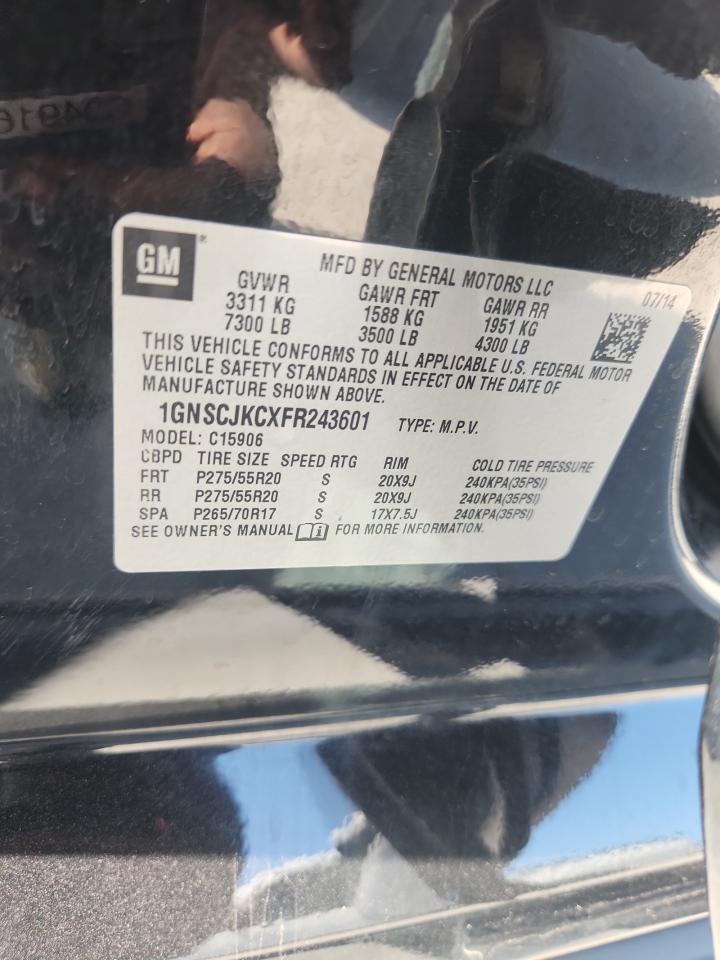 GM®
MFD BY GENERAL MOTORS LLC
07/14
GVWR GAWR FRT GAWR RR
3311 KG 1588 KG 1951 KG
7300 LB 3500 LB 4300 LB
THIS VEHICLE CONFORMS TO ALL APPLICABLE U.S. FEDERAL MOTOR
VEHICLE SAFETY STANDARDS IN EFFECT ON THE DATE OF
MANUFACTURE SHOWN ABOVE.
1GNSCJKCXFR243601 TYPE: M.P.V.
MODEL: C15906
CBPD TIRE SIZE SPEED RTG RIM COLD TIRE PRESSURE
FRT P275/55R20 S 20X9J 240KPA(35PSI)
RR P275/55R20 S 20X9J 240KPA(35PSI)
SPA P265/70R17 S 17X7.5J 240KPA(35PSI)
SEE OWNER'S MANUAL FOR MORE INFORMATION.